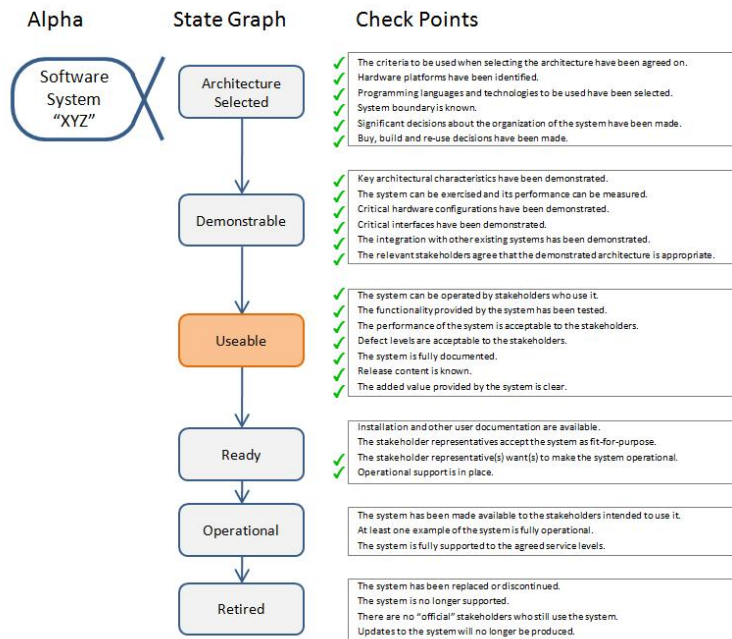 Alpha
State Graph
Check Points
Software
System
“XYZ”
Architecture
Selected
The criteria to be used when selecting the architecture have been agreed on.
Hardware platforms have been identified.
Programming languages and technologies to be used have been selected.
System boundary is known.
Significant decisions about the organization of the system have been made.
Buy, build and re-use decisions have been made.
Demonstrable
Key architectural characteristics have been demonstrated.
The system can be exercised and its performance can be measured.
Critical hardware configurations have been demonstrated.
Critical interfaces have been demonstrated.
The integration with other existing systems has been demonstrated.
The relevant stakeholders agree that the demonstrated architecture is appropriate.
Useable
The system can be operated by stakeholders who use it.
The functionality provided by the system has been tested.
The performance of the system is acceptable to the stakeholders.
Defect levels are acceptable to the stakeholders.
The system is fully documented.
Release content is known.
The added value provided by the system is clear.
Ready
Installation and other user documentation are available.
The stakeholder representatives accept the system as fit-for-purpose.
The stakeholder representative(s) want(s) to make the system operational.
Operational support is in place.
Operational
The system has been made available to the stakeholders intended to use it.
At least one example of the system is fully operational.
The system is fully supported to the agreed service levels.
Retired
The system has been replaced or discontinued.
The system is no longer supported.
There are no “official” stakeholders who still use the system.
Updates to the system will no longer be produced.